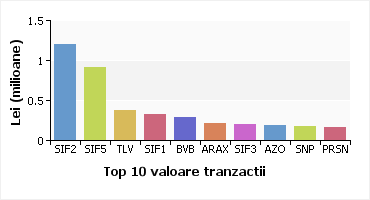 Lei (milioane)
1.5
1
0.5
0
SIF2 SIF5 TLV SIF1 BVB ARAX SIF3 AZO SNP PRSN
Top 10 valoare tranzactii